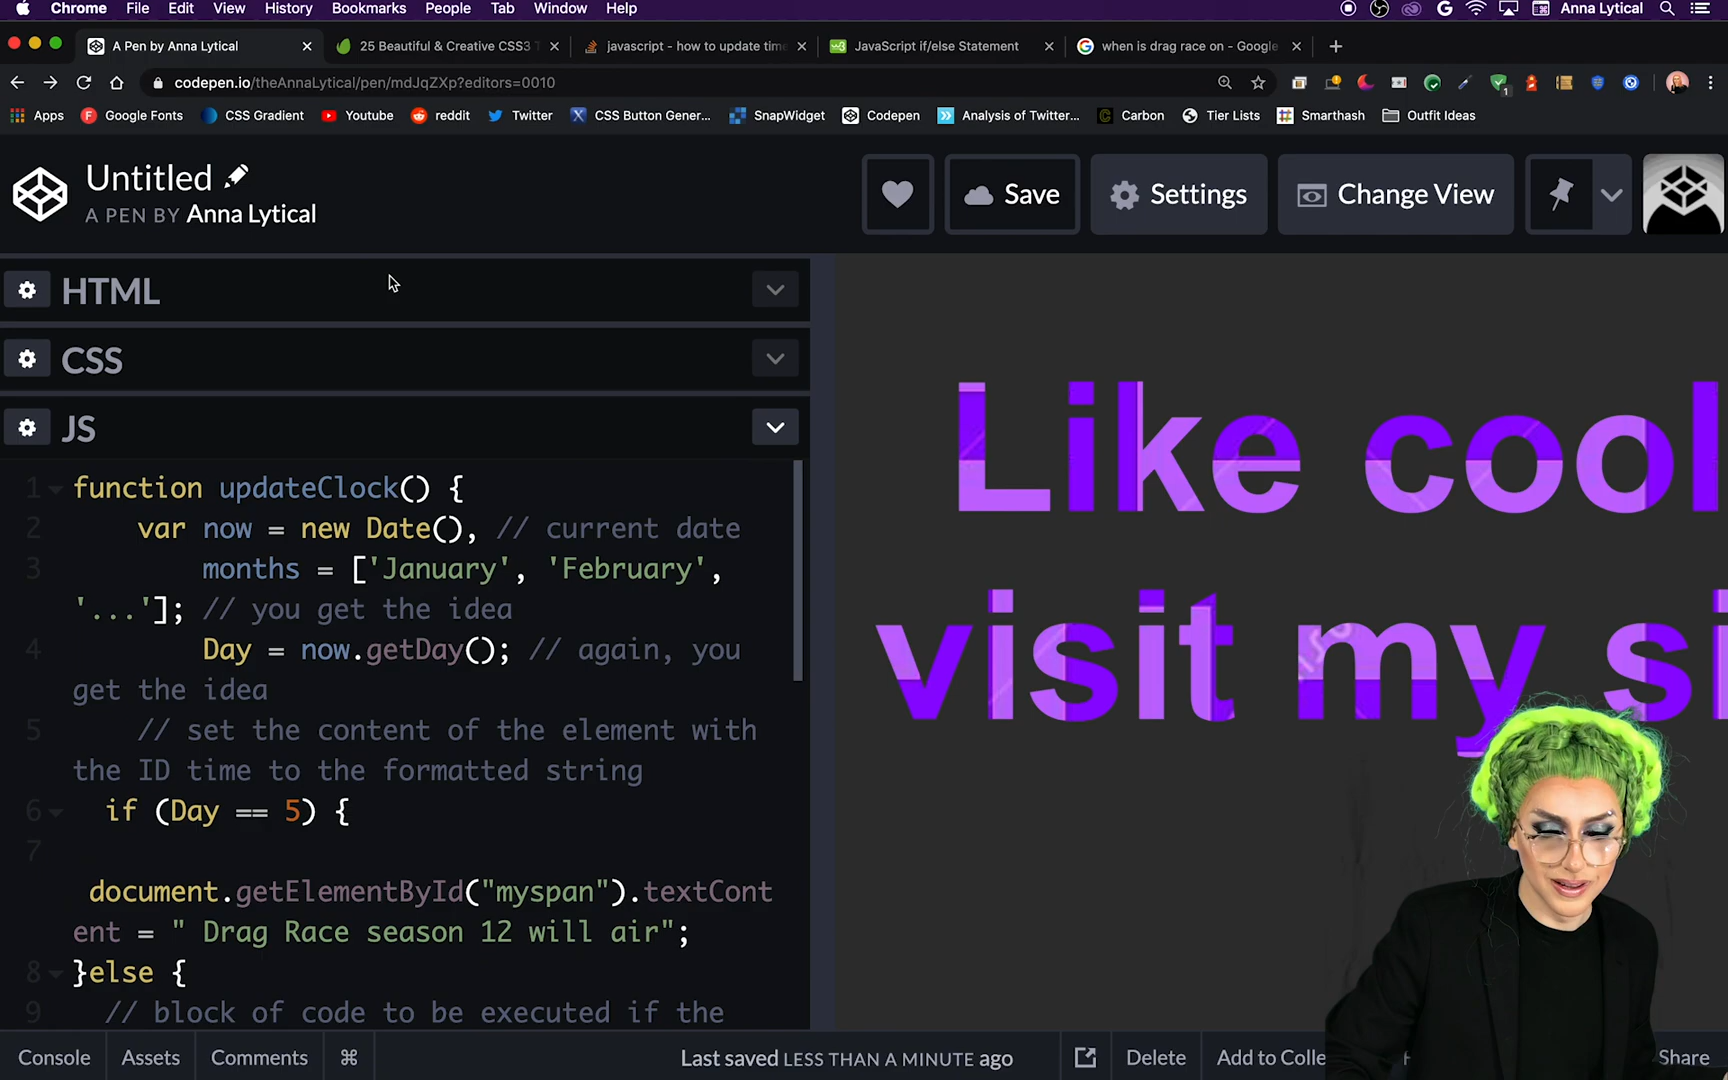 Chrome File Edit View History Bookmarks People Tab Window Help Anna Lytical
A Pen by Anna Lytical 25 Beautiful & Creative CSS3 javascript - how to update time JavaScript if/else Statement when is drag race on - Google
codepen.io/theAnnaLytical/pen/mdJqZXp?editors=0010
Apps Google Fonts CSS Gradient Youtube reddit Twitter CSS Button Gener... SnapWidget Codepen Analysis of Twitter... Carbon Tier Lists Smarthash Outfit Ideas
Untitled
A PEN BY Anna Lytical
Save Settings Change View
HTML
CSS
JS
1 function updateClock() {
2 var now = new Date(), // current date
3 months = ['January', 'February',
'...']; // you get the idea
4 Day = now.getDay(); // again, you
get the idea
5 // set the content of the element with
the ID time to the formatted string
6 if (Day == 5) {
7
document.getElementById("myspan").textCont
ent = " Drag Race season 12 will air";
8 }else {
9 // block of code to be executed if the
Like cool
visit my si
Console Assets Comments ⌘ Last saved LESS THAN A MINUTE ago Delete Add to Colle Share